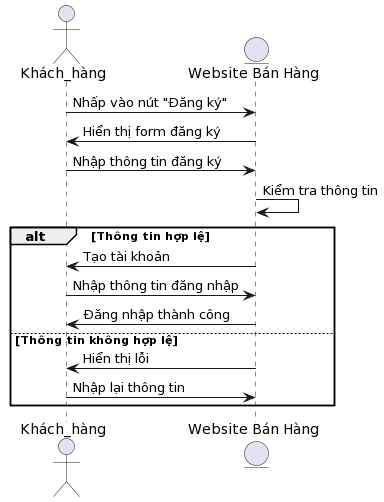 Khách_hàng
Website Bán Hàng
Nhấp vào nút "Đăng ký"
Hiển thị form đăng ký
Nhập thông tin đăng ký
Kiểm tra thông tin
alt
[Thông tin hợp lệ]
Tạo tài khoản
Nhập thông tin đăng nhập
Đăng nhập thành công
[Thông tin không hợp lệ]
Hiển thị lỗi
Nhập lại thông tin
Khách_hàng
Website Bán Hàng